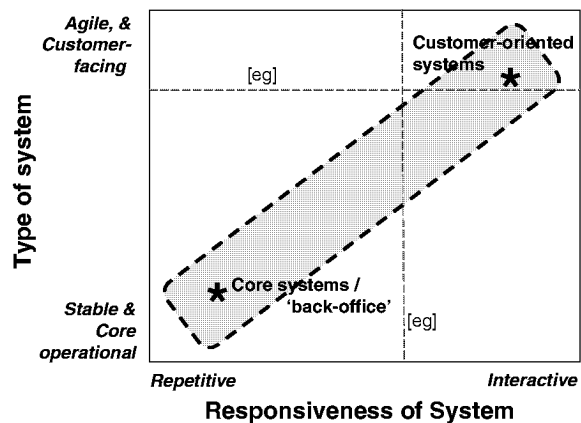 Agile, &
Customer-
facing
Customer-oriented
systems
[eg]
Type of system
Core systems /
‘back-office’
[eg]
Stable &
Core
operational
Repetitive
Interactive
Responsiveness of System